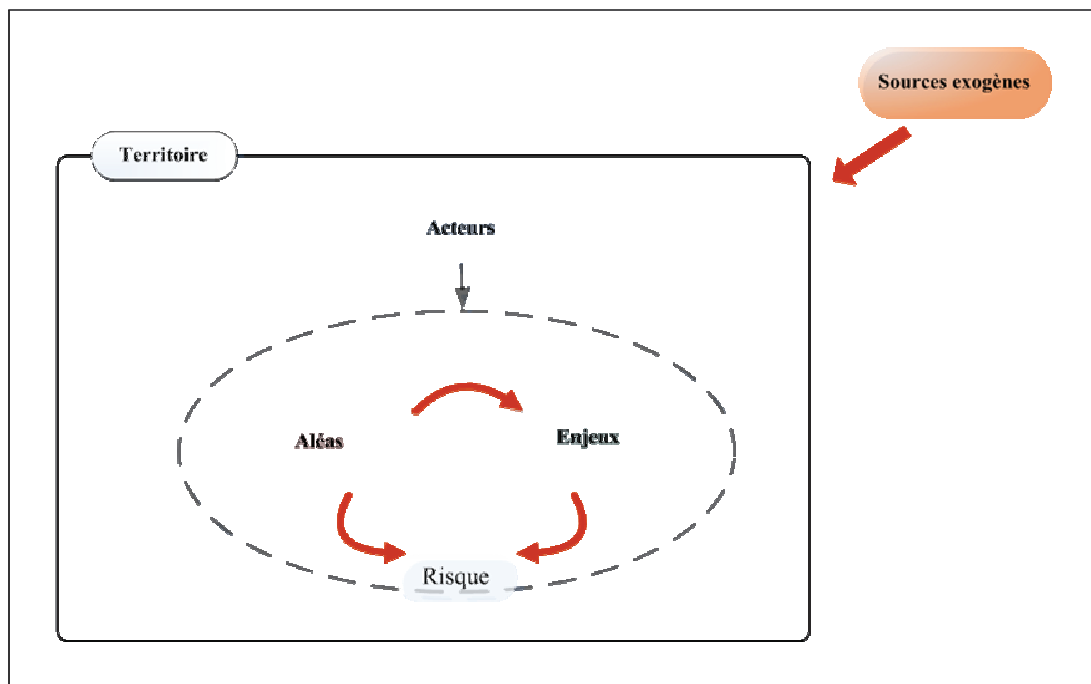 Sources exogènes
Territoire
Acteurs
Aléas
Enjeux
Risque